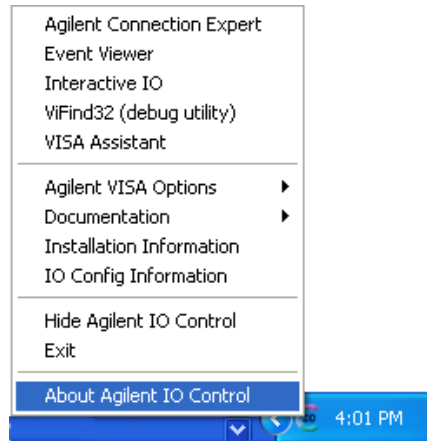 Agilent Connection Expert
Event Viewer
Interactive IO
ViFind32 (debug utility)
VISA Assistant
Agilent VISA Options
Documentation
Installation Information
IO Config Information
Hide Agilent IO Control
Exit
About Agilent IO Control
IO 4:01 PM